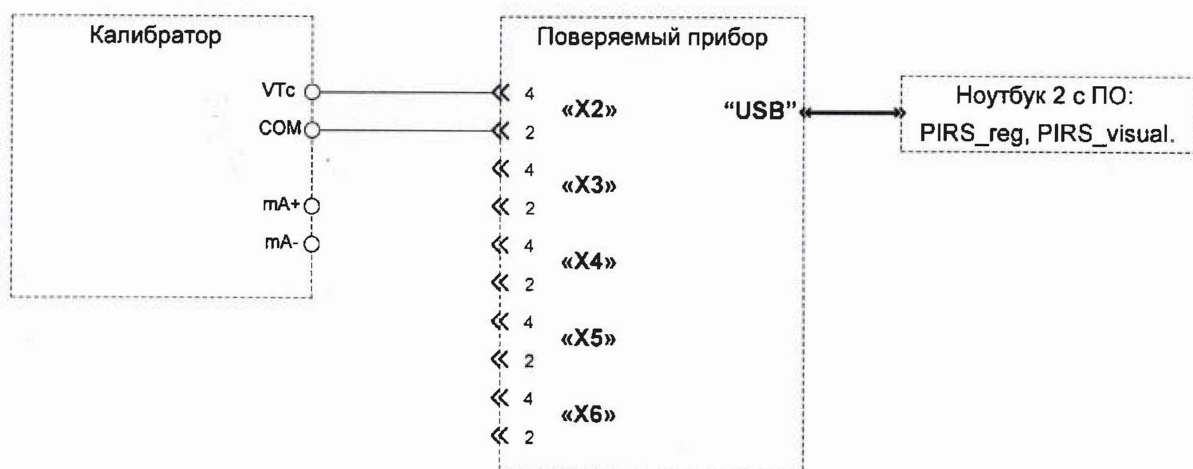 Калибратор
Поверяемый прибор
VTc
COM
mA+
mA-
4
«X2»
2
4
«X3»
2
4
«X4»
2
4
«X5»
2
4
«X6»
2
“USB”
Ноутбук 2 с ПО:
PIRS_reg, PIRS_visual.